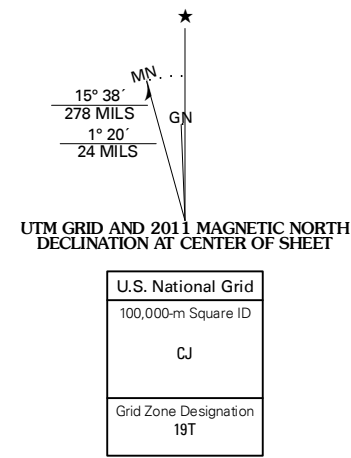 ★
MN
15° 38´
278 MILS
GN
1° 20´
24 MILS
UTM GRID AND 2011 MAGNETIC NORTH
DECLINATION AT CENTER OF SHEET
U.S. National Grid
100,000-m Square ID
CJ
Grid Zone Designation
19T